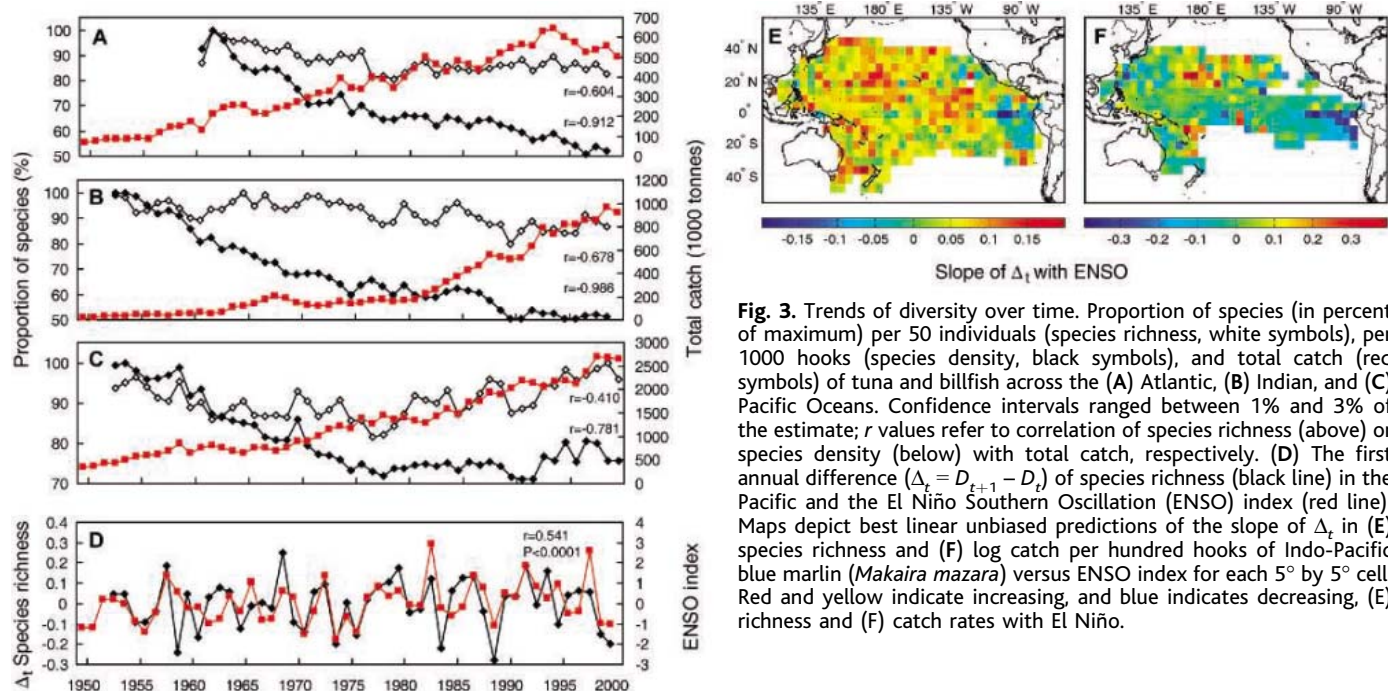 A
100
90
80
70
60
50
700
600
500
400
300
200
100
0
r=-0.604
r=-0.912
B
100
90
80
70
60
50
1200
1000
800
600
400
200
0
r=-0.678
r=-0.986
C
100
90
80
70
3000
2500
2000
1500
1000
500
0
r=-0.410
r=-0.781
Proportion of species (%)
Total catch (1000 tonnes)
D
0.4
0.3
0.2
0.1
0
-0.1
-0.2
-0.3
4
3
2
1
0
-1
-2
-3
r=0.541
P<0.0001
Δt Species richness
ENSO index
1950 1955 1960 1965 1970 1975 1980 1985 1990 1995 2000
135° E 180° E 135° W 90° W
E
40° N
20° N
0°
20° S
40° S
-0.15 -0.1 -0.05 0 0.05 0.1 0.15
135° E 180° E 135° W 90° W
F
-0.3 -0.2 -0.1 0 0.1 0.2 0.3
Slope of Δt with ENSO
Fig. 3. Trends of diversity over time. Proportion of species (in percent
of maximum) per 50 individuals (species richness, white symbols), per
1000 hooks (species density, black symbols), and total catch (red
symbols) of tuna and billfish across the (A) Atlantic, (B) Indian, and (C)
Pacific Oceans. Confidence intervals ranged between 1% and 3% of
the estimate; r values refer to correlation of species richness (above) or
species density (below) with total catch, respectively. (D) The first
annual difference (Δt = Dt+1 – Dt) of species richness (black line) in the
Pacific and the El Niño Southern Oscillation (ENSO) index (red line)
Maps depict best linear unbiased predictions of the slope of Δt in (E)
species richness and (F) log catch per hundred hooks of Indo-Pacific
blue marlin (Makaira mazara) versus ENSO index for each 5° by 5° cell
Red and yellow indicate increasing, and blue indicates decreasing, (E)
richness and (F) catch rates with El Niño.